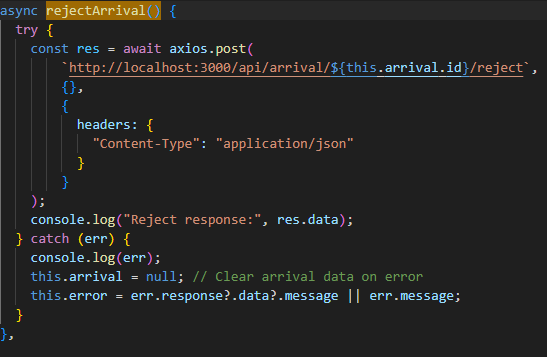 async rejectArrival() {
try {
const res = await axios.post(
`http://localhost:3000/api/arrival/${this.arrival.id}/reject`,
{},
{
headers: {
"Content-Type": "application/json"
}
}
);
console.log("Reject response:", res.data);
} catch (err) {
console.log(err);
this.arrival = null; // Clear arrival data on error
this.error = err.response?.data?.message || err.message;
}
},